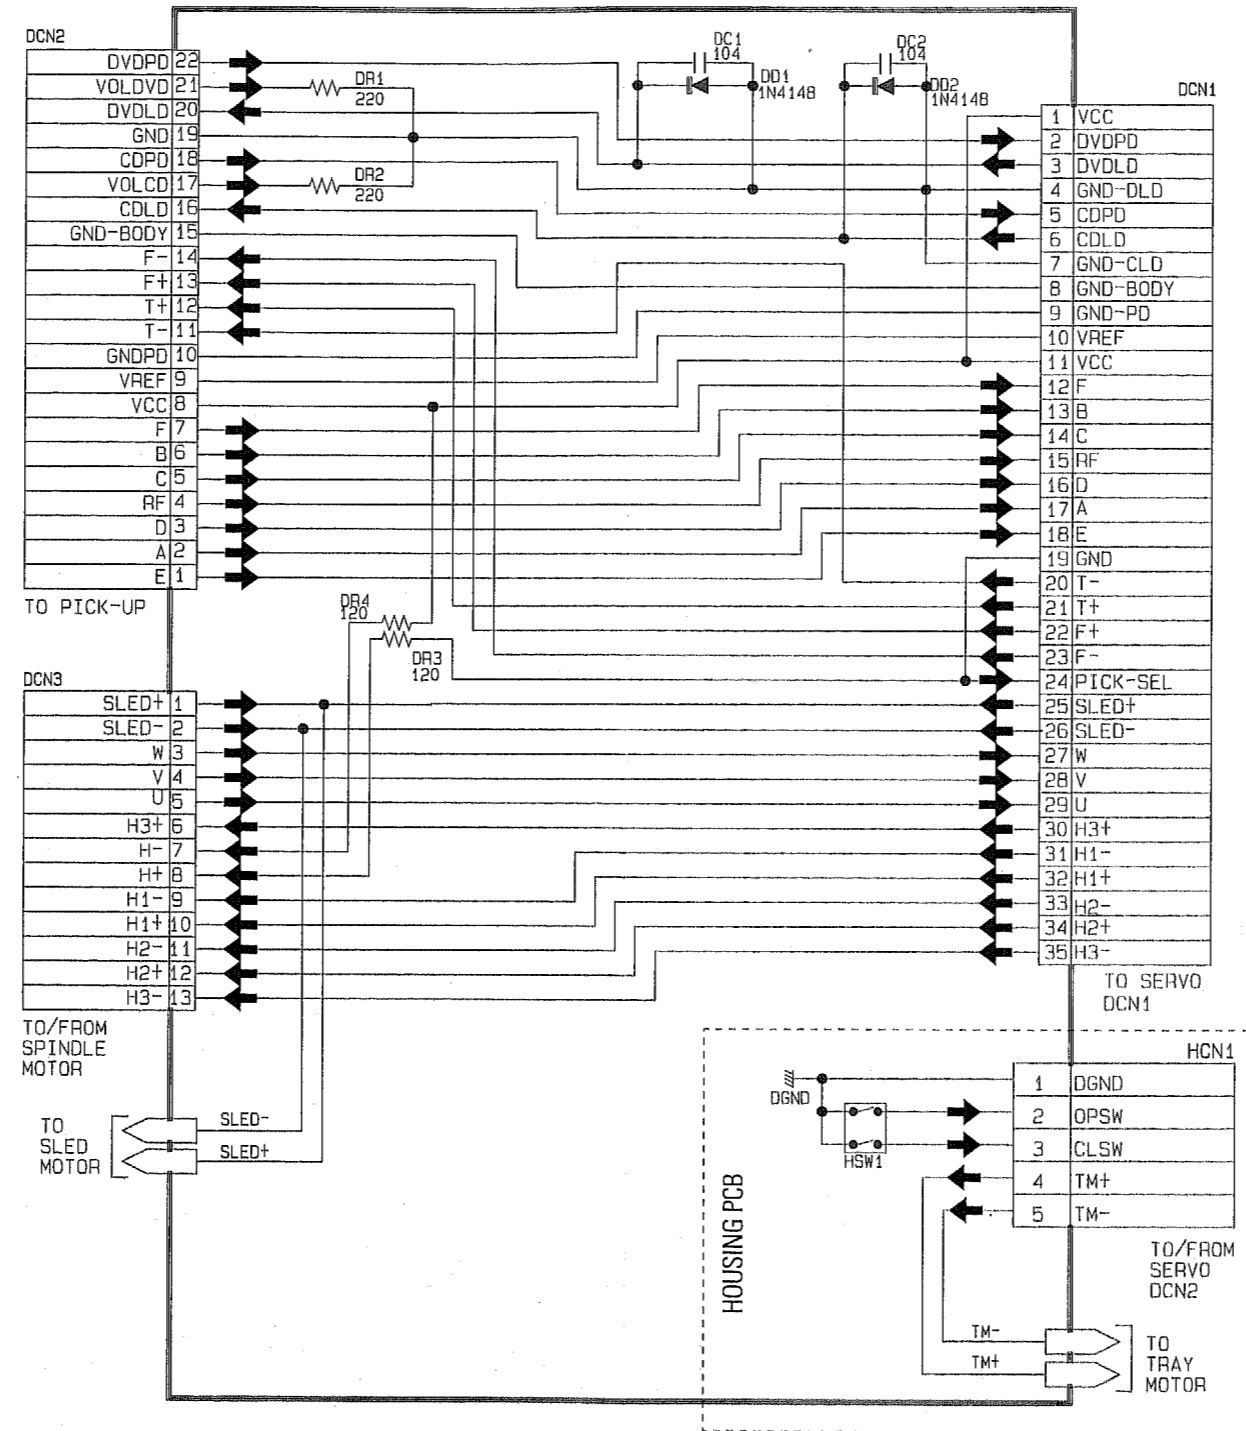 DCN2
DVDPD 22
VOLDVD 21
DVDLD 20
GND 19
CDPD 18
VOLCD 17
CDLD 16
GND-BODY 15
F- 14
F+ 13
T+ 12
T- 11
GNDPD 10
VREF 9
VCC 8
F 7
B 6
C 5
RF 4
D 3
A 2
E 1
TO PICK-UP
DR1
220
DR2
220
DC1
104
DD1
1N4148
DC2
104
DD2
1N4148
DCN1
1 VCC
2 DVDPD
3 DVDLD
4 GND-DLD
5 CDPD
6 CDLD
7 GND-CLD
8 GND-BODY
9 GND-PD
10 VREF
11 VCC
12 F
13 B
14 C
15 RF
16 D
17 A
18 E
19 GND
20 T-
21 T+
22 F+
23 F-
24 PICK-SEL
25 SLED+
26 SLED-
27 W
28 V
29 U
30 H3+
31 H1-
32 H1+
33 H2-
34 H2+
35 H3-
TO SERVO
DCN1
DR4
120
DR3
120
DCN3
SLED+ 1
SLED- 2
W 3
V 4
U 5
H3+ 6
H- 7
H+ 8
H1- 9
H1+ 10
H2- 11
H2+ 12
H3- 13
TO/FROM
SPINDLE
MOTOR
TO
SLED
MOTOR
SLED-
SLED+
HOUSING PCB
DGND
HSW1
HCN1
1 DGND
2 OPSW
3 CLSW
4 TM+
5 TM-
TO/FROM
SERVO
DCN2
TM-
TM+
TO
TRAY
MOTOR